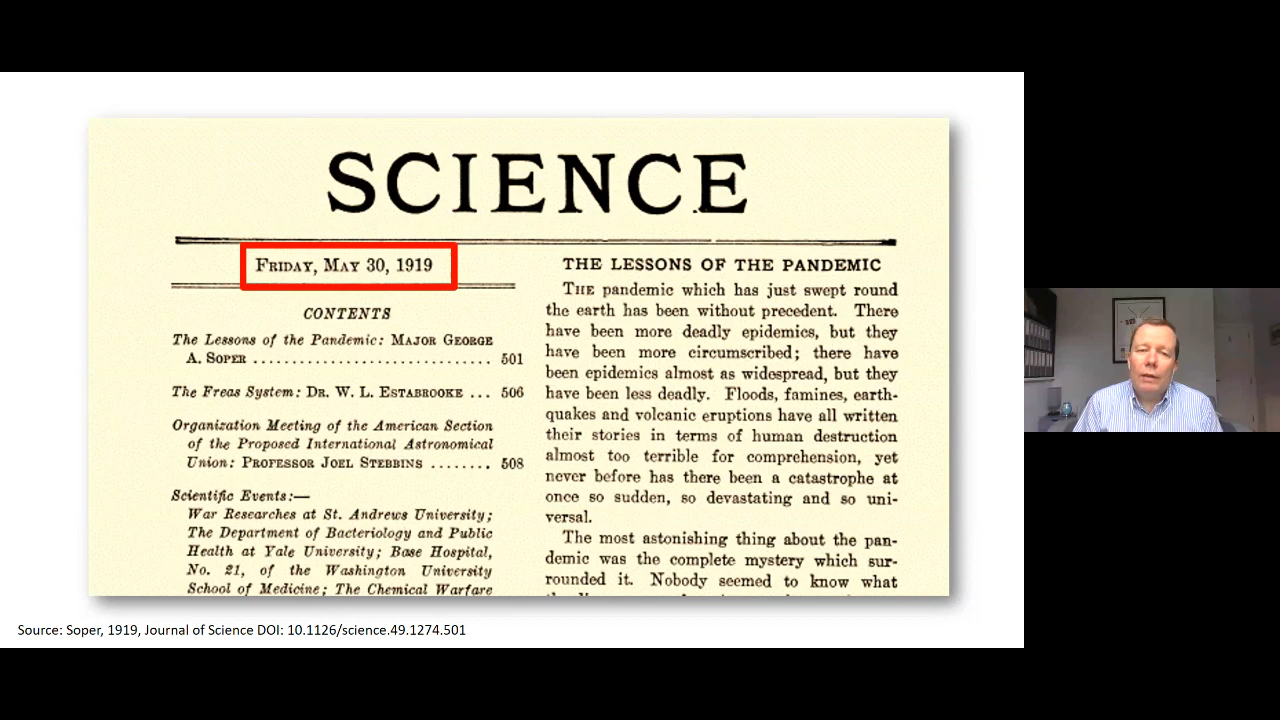 SCIENCE
FRIDAY, MAY 30, 1919
CONTENTS
The Lessons of the Pandemic: MAJOR GEORGE
A. SOPER ............................ 501
The Freas System: DR. W. L. ESTABROOKE ... 506
Organization Meeting of the American Section
of the Proposed International Astronomical
Union: PROFESSOR JOEL STEBBINS ........ 508
Scientific Events:—
War Researches at St. Andrews University;
The Department of Bacteriology and Public
Health at Yale University; Base Hospital,
No. 21, of the Washington University
School of Medicine; The Chemical Warfare
THE LESSONS OF THE PANDEMIC
THE pandemic which has just swept round
the earth has been without precedent. There
have been more deadly epidemics, but they
have been more circumscribed; there have
been epidemics almost as widespread, but they
have been less deadly. Floods, famines, earth-
quakes and volcanic eruptions have all written
their stories in terms of human destruction
almost too terrible for comprehension, yet
never before has there been a catastrophe at
once so sudden, so devastating and so uni-
versal.
The most astonishing thing about the pan-
demic was the complete mystery which sur-
rounded it. Nobody seemed to know what
Source: Soper, 1919, Journal of Science DOI: 10.1126/science.49.1274.501